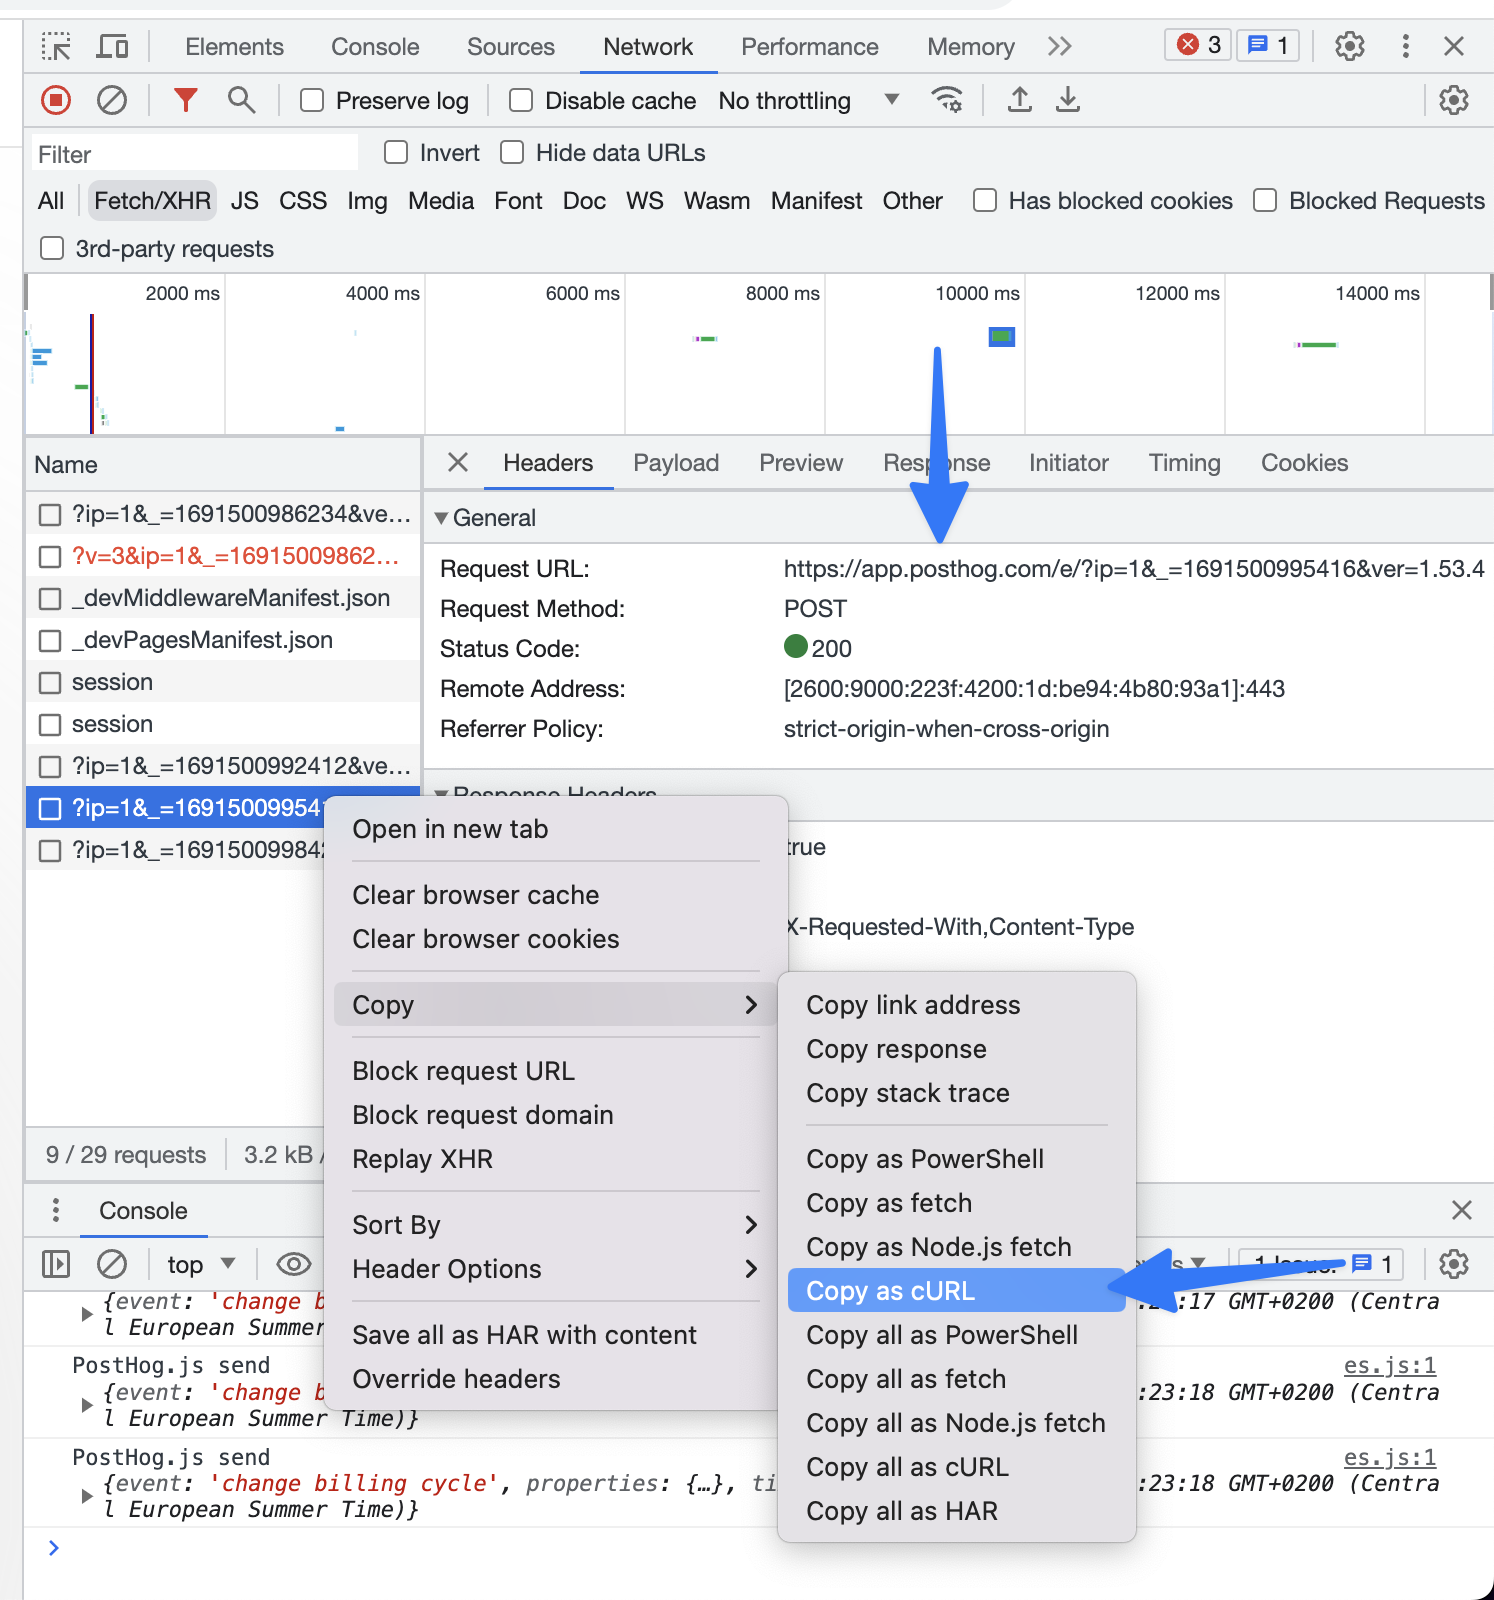 Elements Console Sources Network Performance Memory 3 1
Preserve log Disable cache No throttling
Filter Invert Hide data URLs
All Fetch/XHR JS CSS Img Media Font Doc WS Wasm Manifest Other Has blocked cookies Blocked Requests
3rd-party requests
2000 ms 4000 ms 6000 ms 8000 ms 10000 ms 12000 ms 14000 ms
Name
?ip=1&_=1691500986234&ve...
?v=3&ip=1&_=16915009862...
_devMiddlewareManifest.json
_devPagesManifest.json
session
session
?ip=1&_=1691500992412&ve...
?ip=1&_=169150099541
?ip=1&_=169150099842
9 / 29 requests 3.2 kB /
Headers Payload Preview Response Initiator Timing Cookies
General
Request URL: https://app.posthog.com/e/?ip=1&_=1691500995416&ver=1.53.4
Request Method: POST
Status Code: 200
Remote Address: [2600:9000:223f:4200:1d:be94:4b80:93a1]:443
Referrer Policy: strict-origin-when-cross-origin
Response Headers
true
X-Requested-With,Content-Type
Open in new tab
Clear browser cache
Clear browser cookies
Copy
Block request URL
Block request domain
Replay XHR
Sort By
Header Options
Save all as HAR with content
Override headers
Copy link address
Copy response
Copy stack trace
Copy as PowerShell
Copy as fetch
Copy as Node.js fetch
Copy as cURL
Copy all as PowerShell
Copy all as fetch
Copy all as Node.js fetch
Copy all as cURL
Copy all as HAR
Console
top 1 Issue: 1
{event: 'change b :17 GMT+0200 (Centra
l European Summer
PostHog.js send es.js:1
{event: 'change b :23:18 GMT+0200 (Centra
l European Summer Time)}
PostHog.js send es.js:1
{event: 'change billing cycle', properties: {…}, ti :23:18 GMT+0200 (Centra
l European Summer Time)}